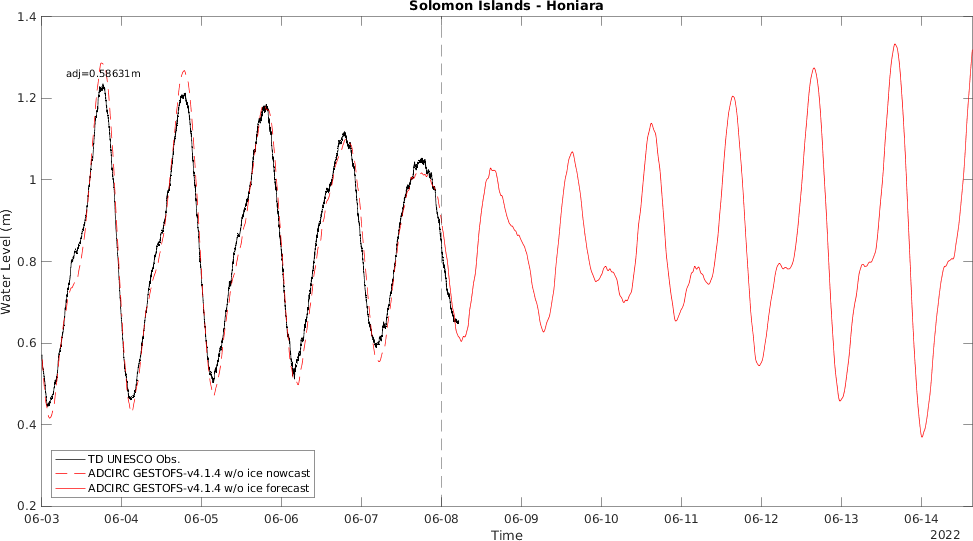 Solomon Islands - Honiara
1.4
adj=0.58631m
1.2
1
0.8
0.6
0.4
0.2
Water Level (m)
TD UNESCO Obs.
ADCIRC GESTOFS-v4.1.4 w/o ice nowcast
ADCIRC GESTOFS-v4.1.4 w/o ice forecast
06-03 06-04 06-05 06-06 06-07 06-08 06-09 06-10 06-11 06-12 06-13 06-14
Time
2022